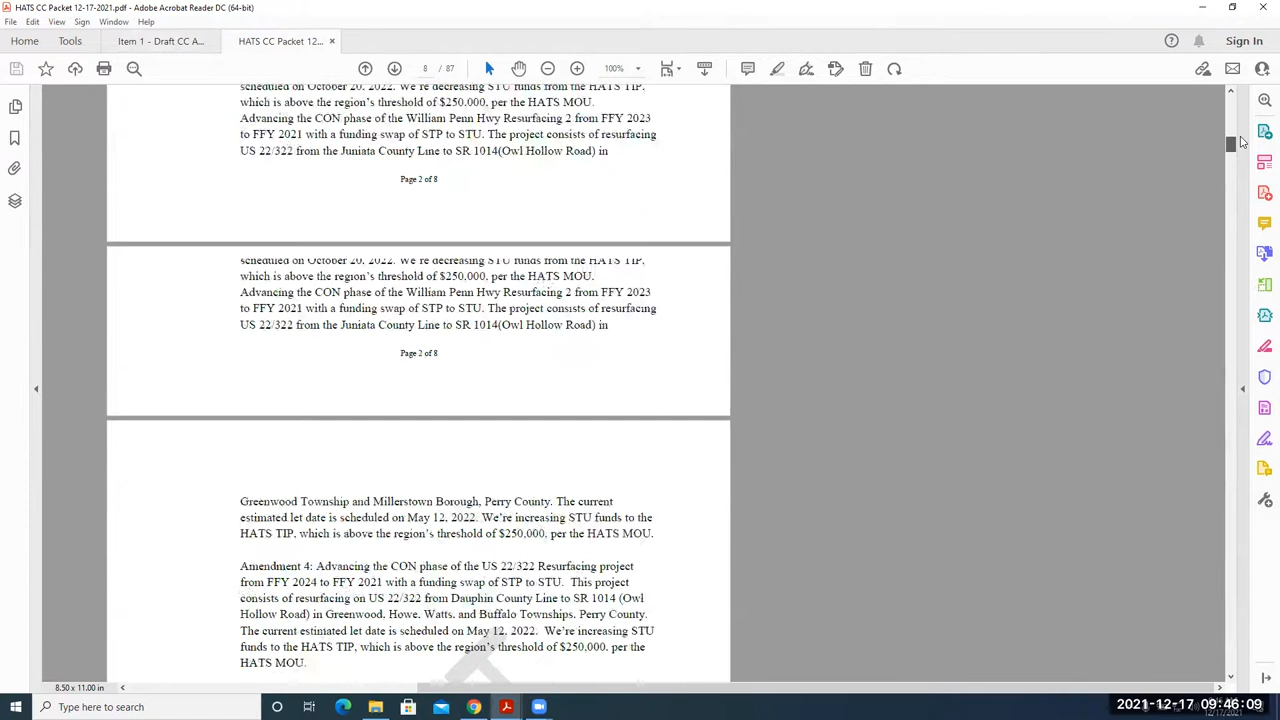 HATS CC Packet 12-17-2021.pdf - Adobe Acrobat Reader DC (64-bit)
File Edit View Sign Window Help
Home Tools Item 1 - Draft CC A... HATS CC Packet 12... × Sign In
8 / 87 100%
scheduled on October 20, 2022. We're decreasing STU funds from the HATS TIP,
which is above the region's threshold of $250,000, per the HATS MOU.
Advancing the CON phase of the William Penn Hwy Resurfacing 2 from FFY 2023
to FFY 2021 with a funding swap of STP to STU. The project consists of resurfacing
US 22/322 from the Juniata County Line to SR 1014(Owl Hollow Road) in
Page 2 of 8
scheduled on October 20, 2022. We're decreasing STU funds from the HATS TIP,
which is above the region's threshold of $250,000, per the HATS MOU.
Advancing the CON phase of the William Penn Hwy Resurfacing 2 from FFY 2023
to FFY 2021 with a funding swap of STP to STU. The project consists of resurfacing
US 22/322 from the Juniata County Line to SR 1014(Owl Hollow Road) in
Page 2 of 8
Greenwood Township and Millerstown Borough, Perry County. The current
estimated let date is scheduled on May 12, 2022. We're increasing STU funds to the
HATS TIP, which is above the region's threshold of $250,000, per the HATS MOU.
Amendment 4: Advancing the CON phase of the US 22/322 Resurfacing project
from FFY 2024 to FFY 2021 with a funding swap of STP to STU. This project
consists of resurfacing on US 22/322 from Dauphin County Line to SR 1014 (Owl
Hollow Road) in Greenwood, Howe, Watts, and Buffalo Townships, Perry County.
The current estimated let date is scheduled on May 12, 2022. We're increasing STU
funds to the HATS TIP, which is above the region's threshold of $250,000, per the
HATS MOU.
8.50 x 11.00 in
Type here to search
2021-12-17 09:46:09